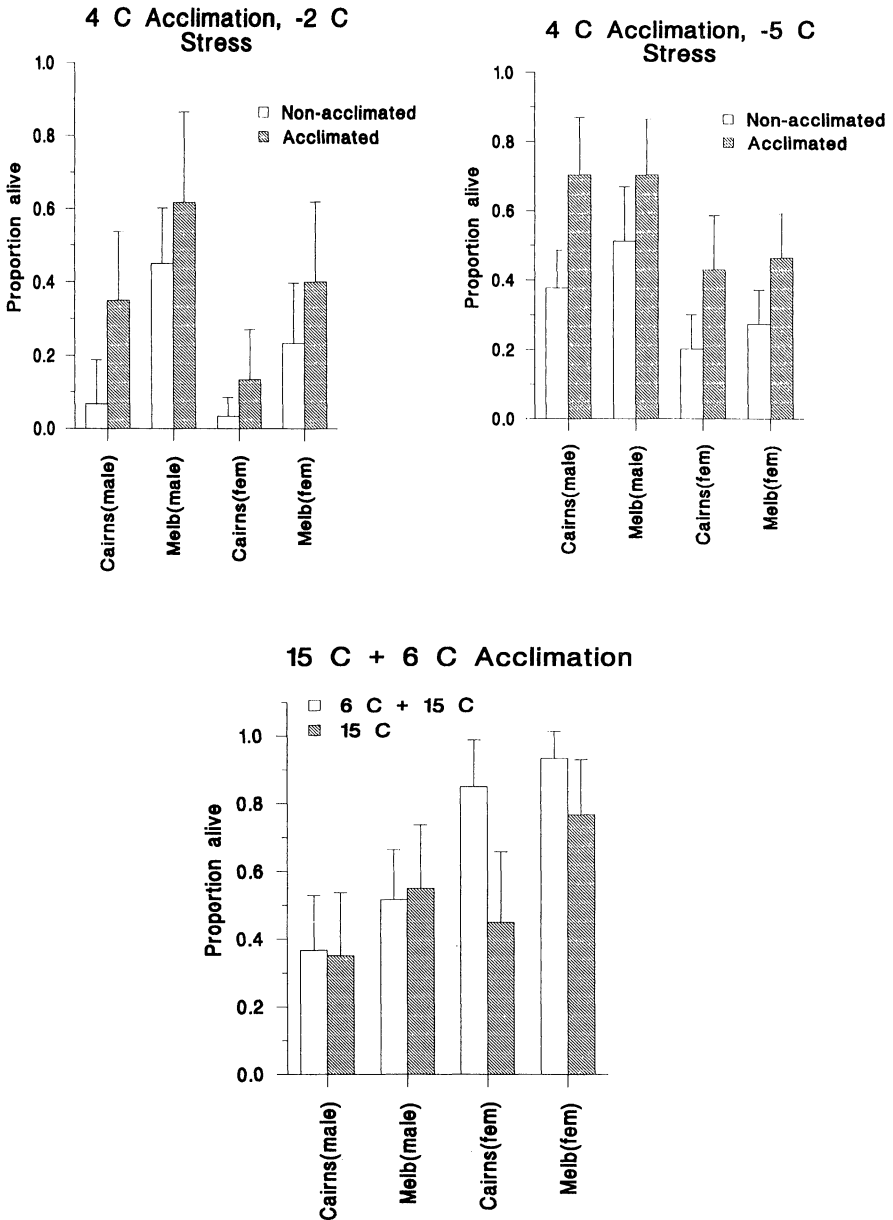 4 C Acclimation, -2 C
Stress
1.0
0.8
0.6
0.4
0.2
0.0
Proportion alive
Non-acclimated
Acclimated
Cairns(male)
Melb(male)
Cairns(fem)
Melb(fem)
4 C Acclimation, -5 C
Stress
1.0
0.8
0.6
0.4
0.2
0.0
Proportion alive
Non-acclimated
Acclimated
Cairns(male)
Melb(male)
Cairns(fem)
Melb(fem)
15 C + 6 C Acclimation
6 C + 15 C
15 C
1.0
0.8
0.6
0.4
0.2
0.0
Proportion alive
Cairns(male)
Melb(male)
Cairns(fem)
Melb(fem)